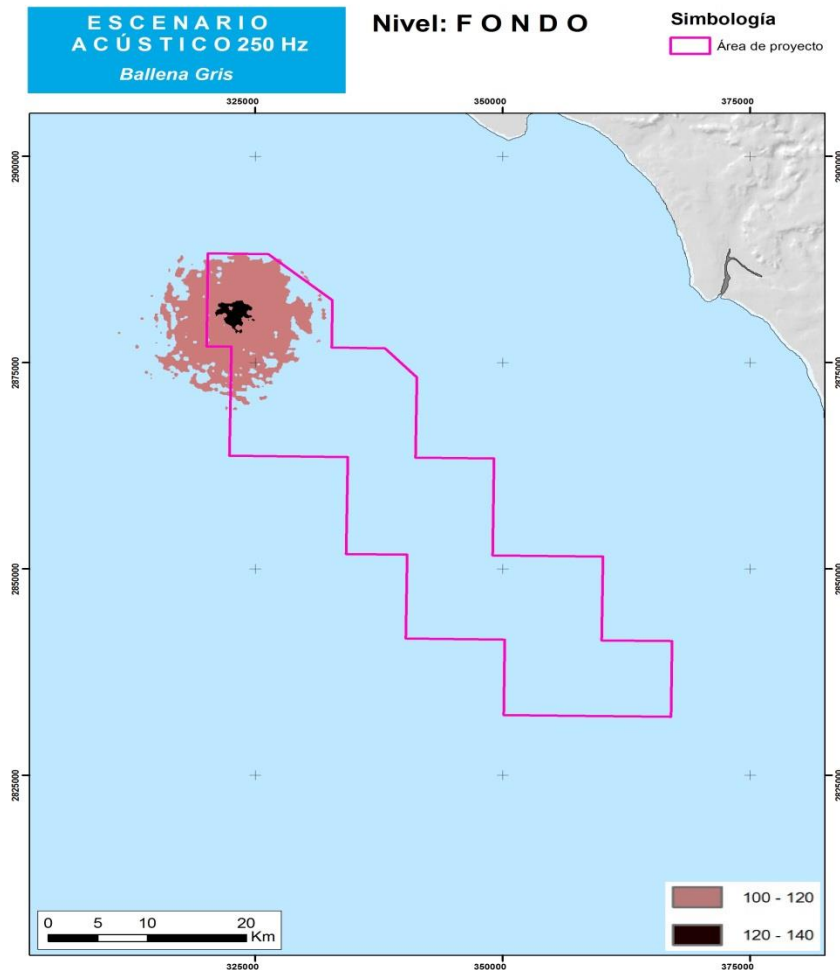 ESCENARIO
ACÚSTICO 250 Hz
Ballena Gris
Nivel: FONDO
Simbología
Área de proyecto
325000
350000
375000
2900000
2900000
2875000
2875000
2850000
2850000
2825000
2825000
100 - 120
120 - 140
0 5 10 20
Km
325000
350000
375000